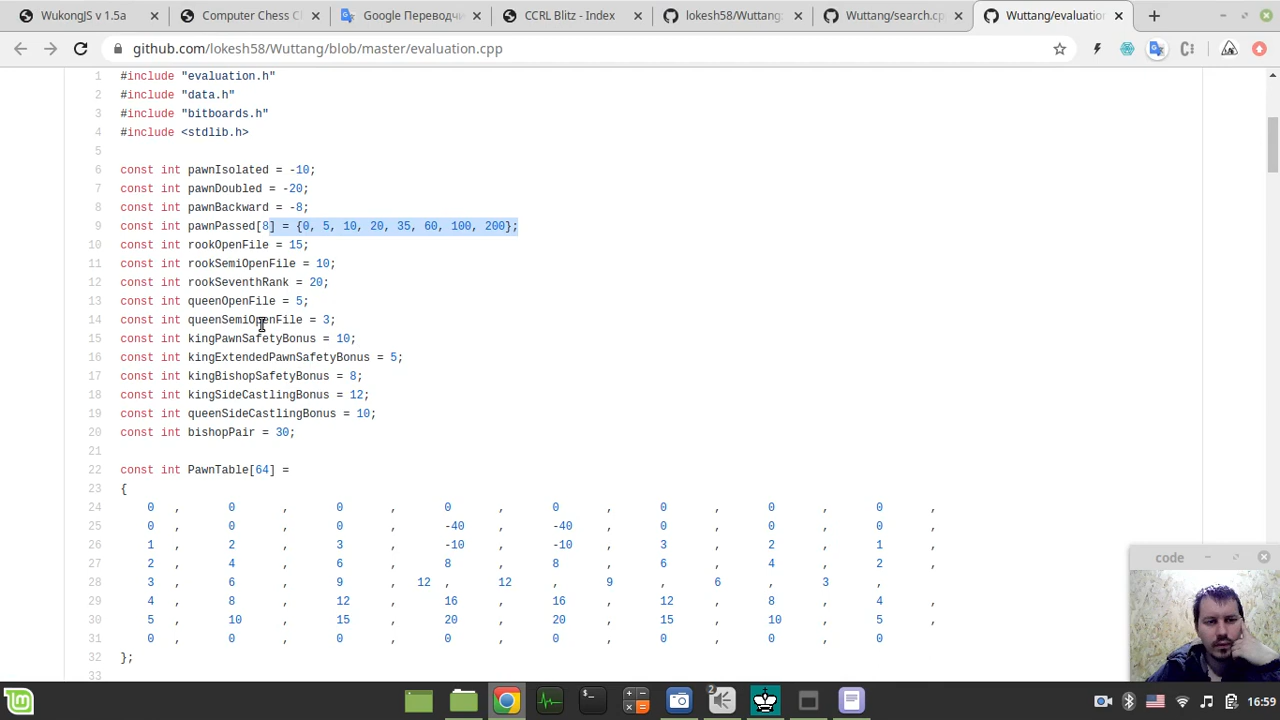 WukongJS v 1.5a
Computer Chess C
Google Переводч
CCRL Blitz - Index
lokesh58/Wuttang:
Wuttang/search.cp
Wuttang/evaluation
github.com/lokesh58/Wuttang/blob/master/evaluation.cpp
1 #include "evaluation.h"
2 #include "data.h"
3 #include "bitboards.h"
4 #include <stdlib.h>
5
6 const int pawnIsolated = -10;
7 const int pawnDoubled = -20;
8 const int pawnBackward = -8;
9 const int pawnPassed[8] = {0, 5, 10, 20, 35, 60, 100, 200};
10 const int rookOpenFile = 15;
11 const int rookSemiOpenFile = 10;
12 const int rookSeventhRank = 20;
13 const int queenOpenFile = 5;
14 const int queenSemiOpenFile = 3;
15 const int kingPawnSafetyBonus = 10;
16 const int kingExtendedPawnSafetyBonus = 5;
17 const int kingBishopSafetyBonus = 8;
18 const int kingSideCastlingBonus = 12;
19 const int queenSideCastlingBonus = 10;
20 const int bishopPair = 30;
21
22 const int PawnTable[64] =
23 {
24 0 , 0 , 0 , 0 , 0 , 0 , 0 , 0 ,
25 0 , 0 , 0 , -40 , -40 , 0 , 0 , 0 ,
26 1 , 2 , 3 , -10 , -10 , 3 , 2 , 1 ,
27 2 , 4 , 6 , 8 , 8 , 6 , 4 , 2 ,
28 3 , 6 , 9 , 12 , 12 , 9 , 6 , 3 ,
29 4 , 8 , 12 , 16 , 16 , 12 , 8 , 4 ,
30 5 , 10 , 15 , 20 , 20 , 15 , 10 , 5 ,
31 0 , 0 , 0 , 0 , 0 , 0 , 0 , 0
32 };
33
code
2
16:59